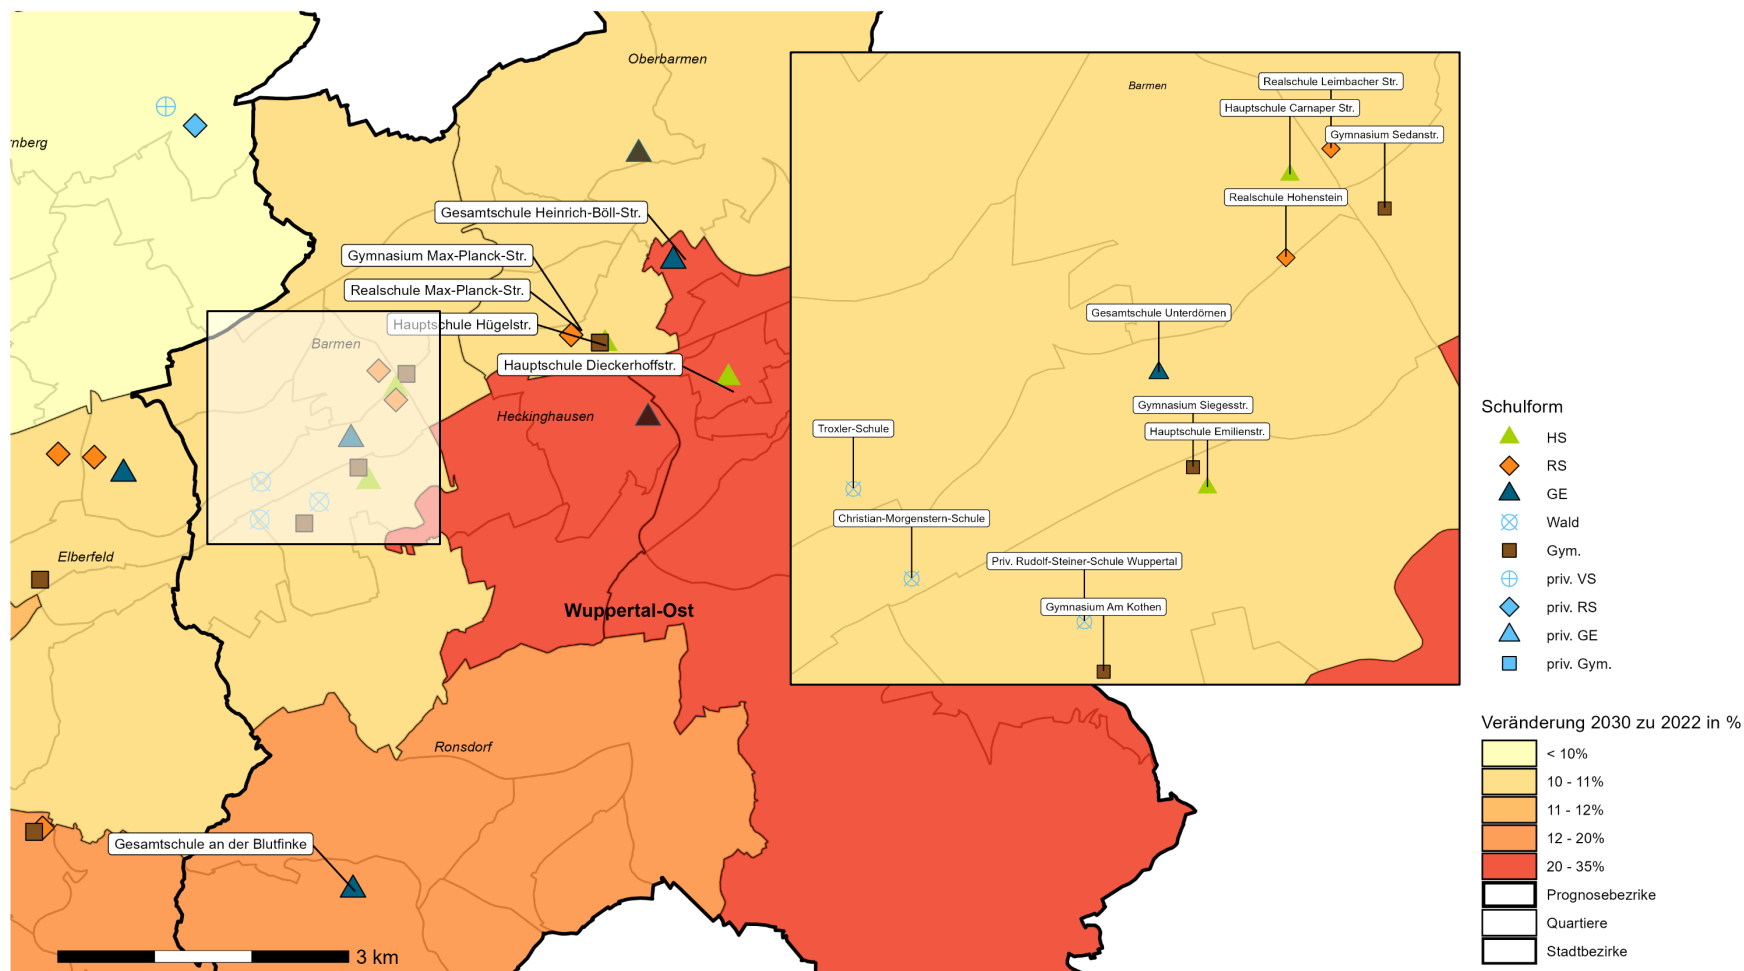 Oberbarmen
rnberg
Gesamtschule Heinrich-Böll-Str.
Gymnasium Max-Planck-Str.
Realschule Max-Planck-Str.
Hauptschule Hügelstr.
Barmen
Hauptschule Dieckerhoffstr.
Heckinghausen
Elberfeld
Wuppertal-Ost
Ronsdorf
Gesamtschule an der Blutfinke
3 km
Barmen
Realschule Leimbacher Str.
Hauptschule Carnaper Str.
Gymnasium Sedanstr.
Realschule Hohenstein
Gesamtschule Unterdörnen
Gymnasium Siegesstr.
Troxler-Schule
Hauptschule Emilienstr.
Christian-Morgenstern-Schule
Priv. Rudolf-Steiner-Schule Wuppertal
Gymnasium Am Kothen
Schulform
HS
RS
GE
Wald
Gym.
priv. VS
priv. RS
priv. GE
priv. Gym.
Veränderung 2030 zu 2022 in %
< 10%
10 - 11%
11 - 12%
12 - 20%
20 - 35%
Prognosebezrike
Quartiere
Stadtbezirke